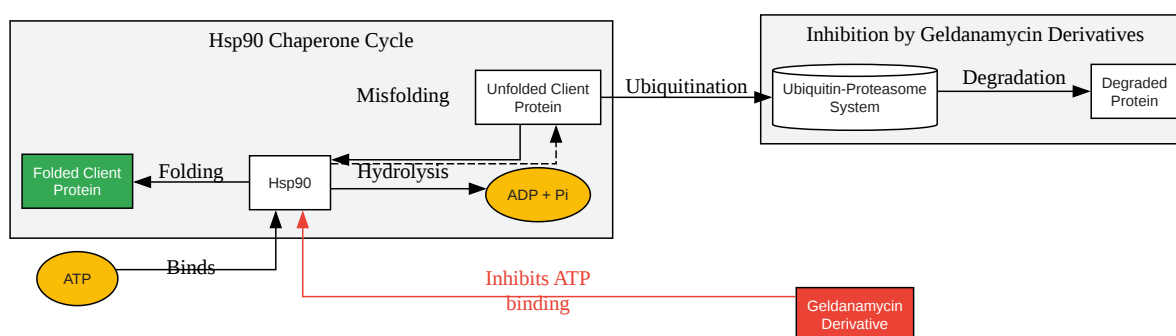 Hsp90 Chaperone Cycle
Inhibition by Geldanamycin Derivatives
Misfolding
Unfolded Client
Protein
Ubiquitination
Ubiquitin-Proteasome
System
Degradation
Degraded
Protein
Folded Client
Protein
Folding
Hsp90
Hydrolysis
ADP + Pi
ATP
Binds
Inhibits ATP
binding
Geldanamycin
Derivative